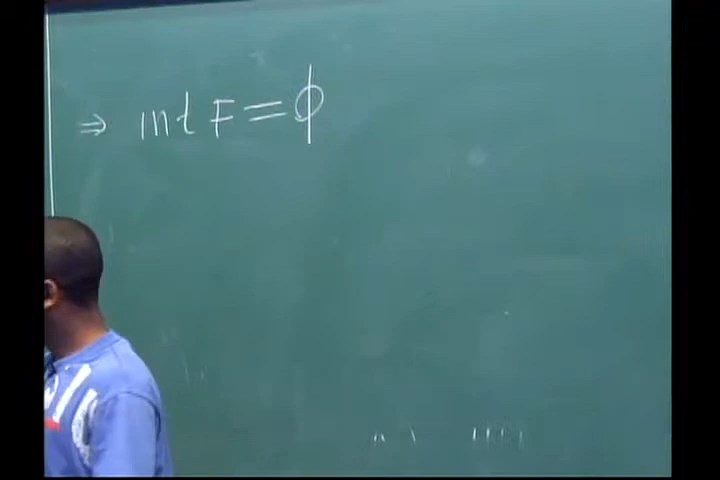 ⇒ int F = ϕ